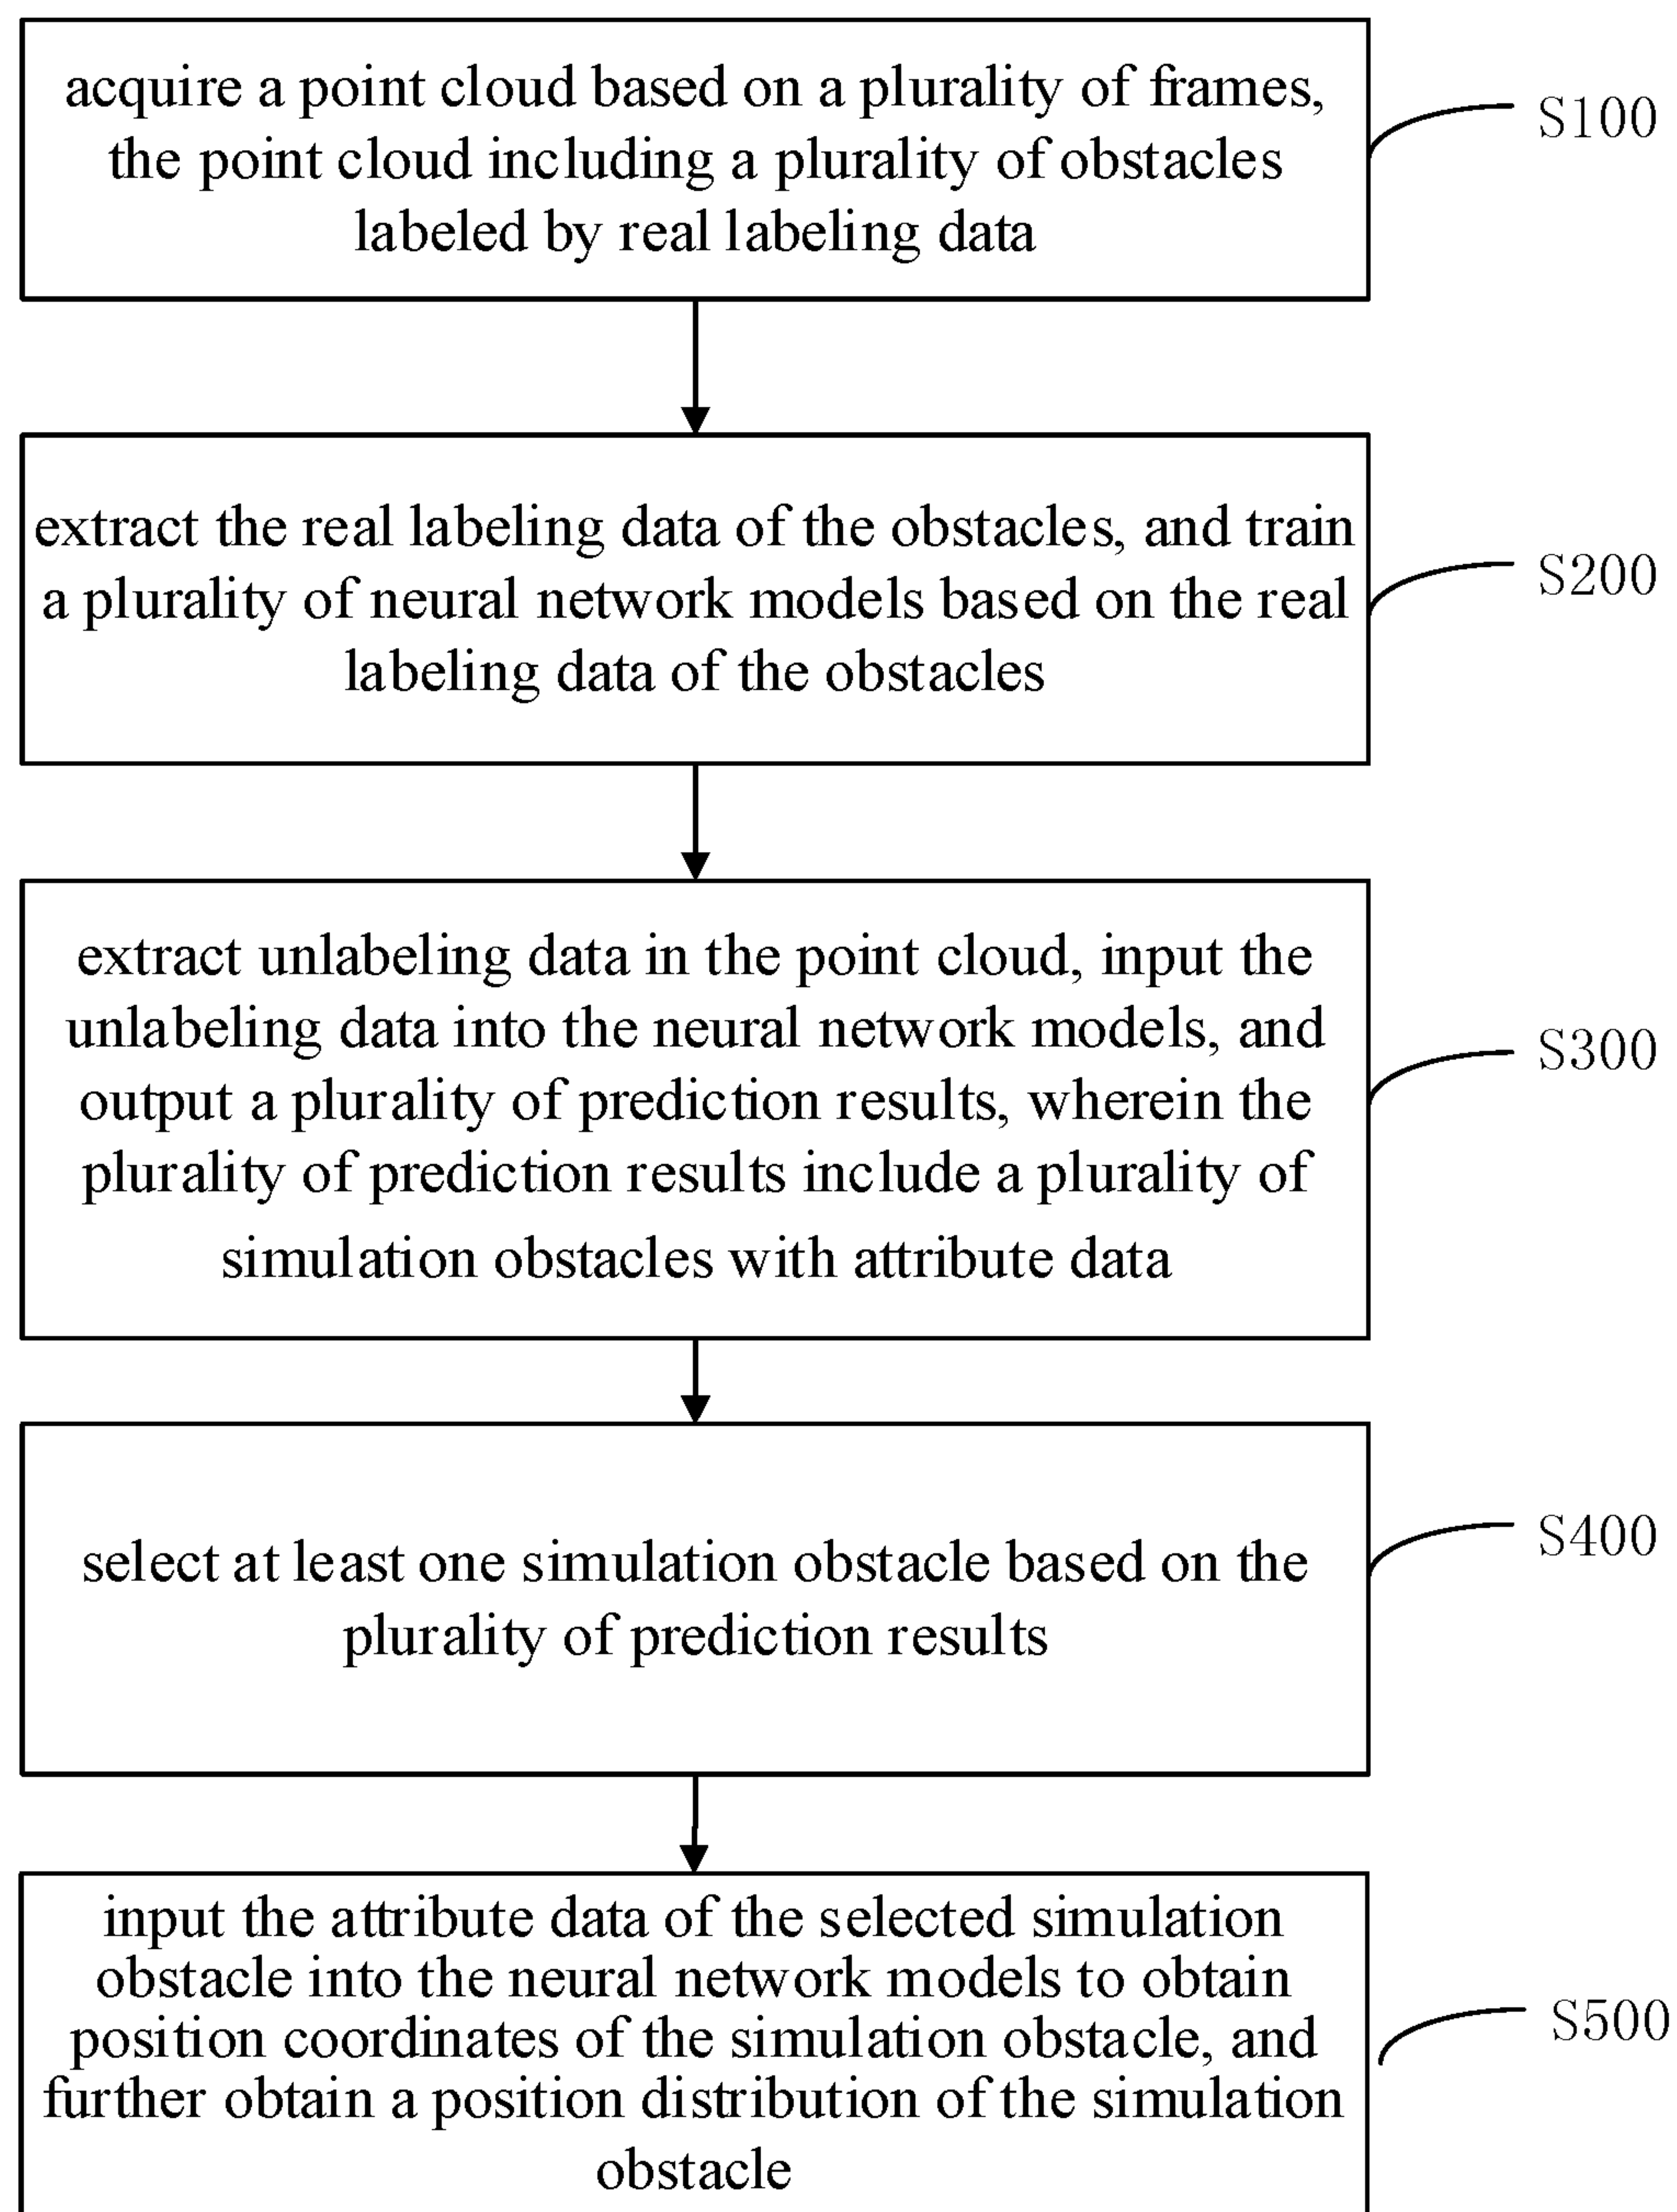 acquire a point cloud based on a plurality of frames,
the point cloud including a plurality of obstacles
labeled by real labeling data
S100
extract the real labeling data of the obstacles, and train
a plurality of neural network models based on the real
labeling data of the obstacles
S200
extract unlabeling data in the point cloud, input the
unlabeling data into the neural network models, and
output a plurality of prediction results, wherein the
plurality of prediction results include a plurality of
simulation obstacles with attribute data
S300
select at least one simulation obstacle based on the
plurality of prediction results
S400
input the attribute data of the selected simulation
obstacle into the neural network models to obtain
position coordinates of the simulation obstacle, and
further obtain a position distribution of the simulation
obstacle
S500